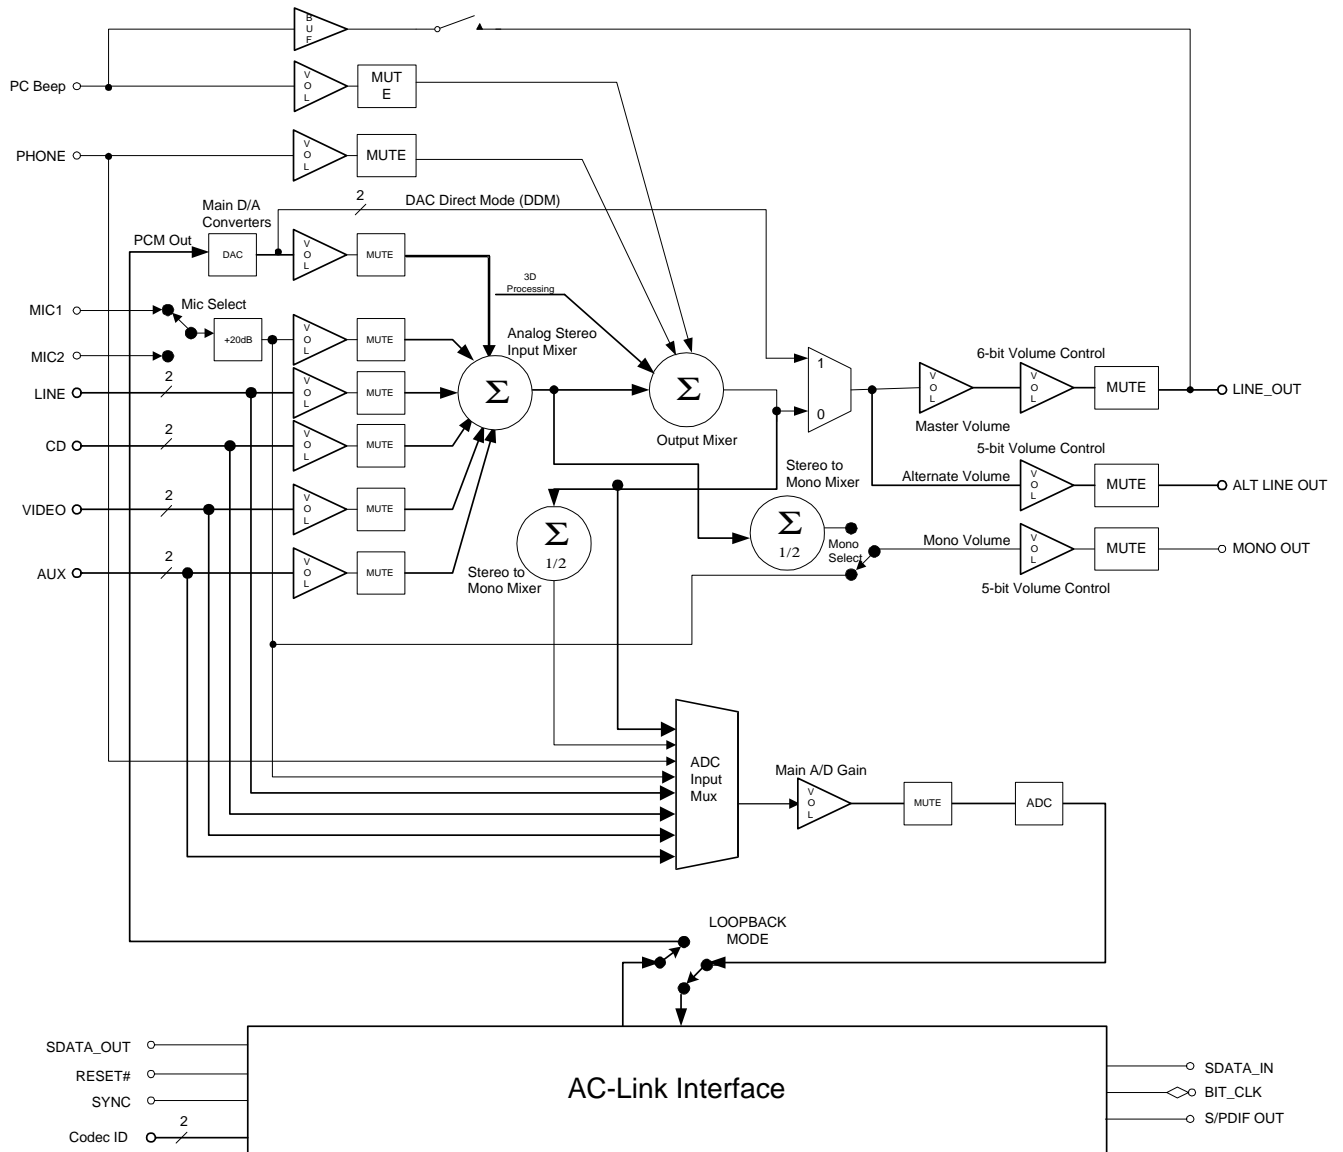 B
U
F
PC Beep
V
O
L
MUT
E
PHONE
V
O
L
MUTE
Main D/A
Converters
2
2
DAC Direct Mode (DDM)
PCM Out
DAC
V
O
L
MUTE
3D
Processing
MIC1
Mic Select
+20dB
V
O
L
MUTE
Analog Stereo
Input Mixer
MIC2
LINE
2
V
O
L
MUTE
Σ
Σ
Output Mixer
1
0
6-bit Volume Control
V
O
L
Master Volume
V
O
L
MUTE
LINE_OUT
CD
2
V
O
L
MUTE
5-bit Volume Control
Alternate Volume
V
O
L
MUTE
ALT LINE OUT
Stereo to
Mono Mixer
VIDEO
2
V
O
L
MUTE
Σ
1/2
Stereo to
Mono Mixer
Σ
1/2
Mono
Select
Mono Volume
V
O
L
MUTE
MONO OUT
5-bit Volume Control
AUX
2
V
O
L
MUTE
ADC
Input
Mux
Main A/D Gain
V
O
L
MUTE
ADC
LOOPBACK
MODE
SDATA_OUT
RESET#
SYNC
Codec ID
2
AC-Link Interface
SDATA_IN
BIT_CLK
S/PDIF OUT